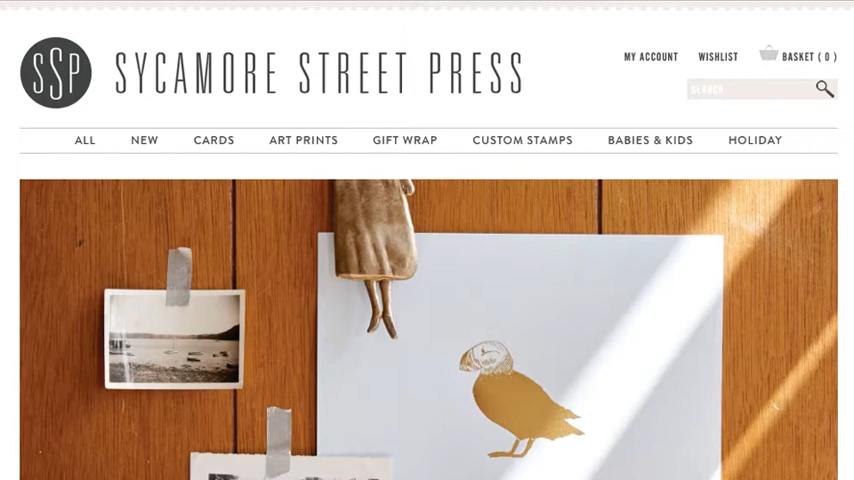 SSP SYCAMORE STREET PRESS
MY ACCOUNT WISHLIST BASKET ( 0 )
SEARCH
ALL NEW CARDS ART PRINTS GIFT WRAP CUSTOM STAMPS BABIES & KIDS HOLIDAY